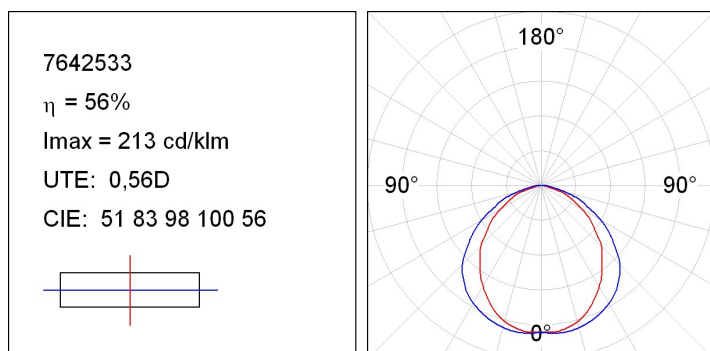 7642533
η = 56%
Imax = 213 cd/klm
UTE: 0,56D
CIE: 51 83 98 100 56
180°
90° 90°
0°